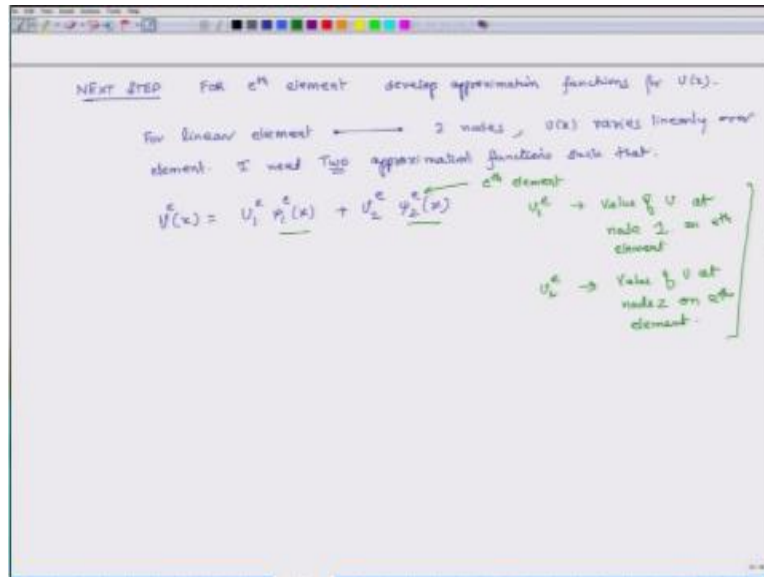 NEXT STEP FOR eth element develop approximation functions for U(x).
For linear element 2 nodes, U(x) varies linearly over
element. I need TWO approximation functions such that.
eth element
U^e(x) = U₁^e φ₁^e(x) + U₂^e φ₂^e(x)
U₁^e → Value of U at
node 1 on eth
element
U₂^e → Value of U at
node 2 on eth
element.